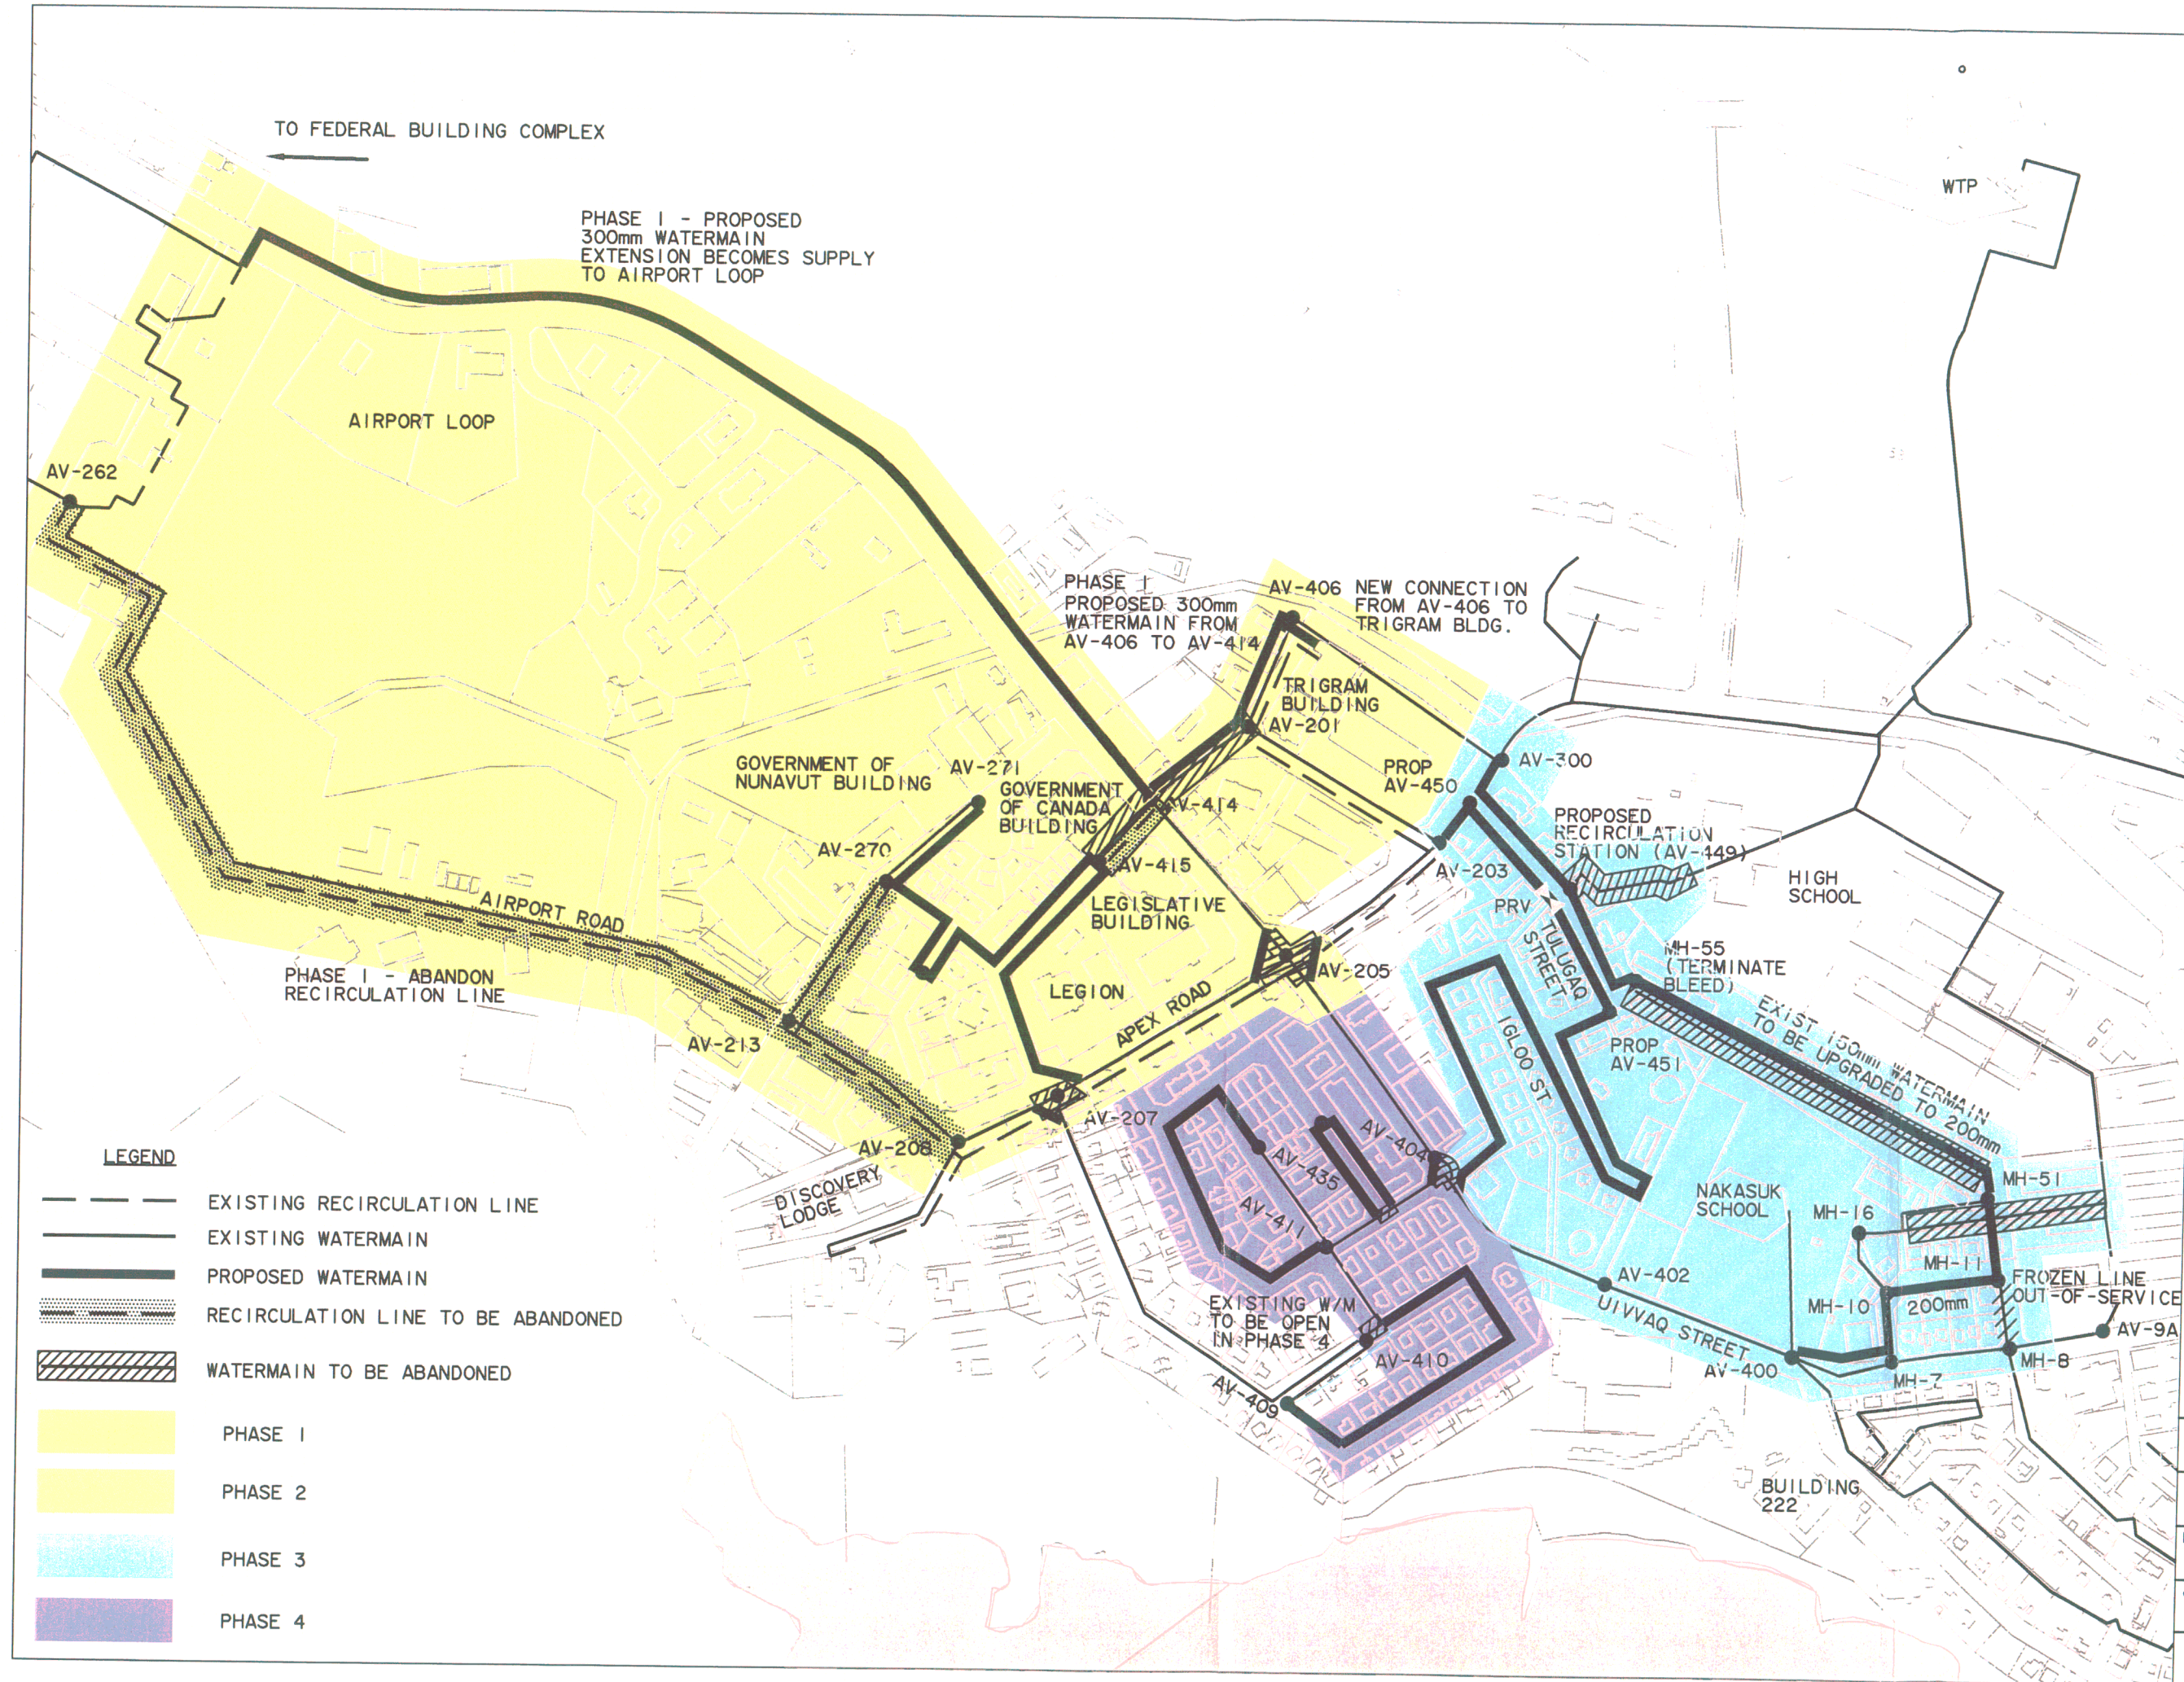 TO FEDERAL BUILDING COMPLEX
PHASE 1 - PROPOSED
300mm WATERMAIN
EXTENSION BECOMES SUPPLY
TO AIRPORT LOOP
WTP
AIRPORT LOOP
AV-262
PHASE 1
PROPOSED 300mm
WATERMAIN FROM
AV-406 TO AV-414
AV-406
NEW CONNECTION
FROM AV-406 TO
TRIGRAM BLDG.
TRIGRAM
BUILDING
AV-201
GOVERNMENT OF
NUNAVUT BUILDING
AV-271
GOVERNMENT
OF CANADA
BUILDING
AV-414
PROP
AV-450
AV-300
PROPOSED
RECIRCULATION
STATION (AV-449)
AV-270
AV-415
AV-203
HIGH
SCHOOL
AIRPORT ROAD
LEGISLATIVE
BUILDING
PRV
TULUGAQ
STREET
MH-55
(TERMINATE
BLEED)
PHASE 1 - ABANDON
RECIRCULATION LINE
LEGION
AV-205
APEX ROAD
EXIST 150mm WATERMAIN
TO BE UPGRADED TO 200mm
AV-213
IGLOO ST
PROP
AV-451
AV-207
AV-208
AV-404
AV-435
DISCOVERY
LODGE
AV-411
NAKASUK
SCHOOL
MH-51
MH-16
MH-11
FROZEN LINE
OUT-OF-SERVICE
AV-402
MH-10
200mm
UIVVAQ STREET
EXISTING W/M
TO BE OPEN
IN PHASE 4
AV-410
AV-400
MH-7
MH-8
AV-9A
AV-409
BUILDING
222
LEGEND
EXISTING RECIRCULATION LINE
EXISTING WATERMAIN
PROPOSED WATERMAIN
RECIRCULATION LINE TO BE ABANDONED
WATERMAIN TO BE ABANDONED
PHASE 1
PHASE 2
PHASE 3
PHASE 4